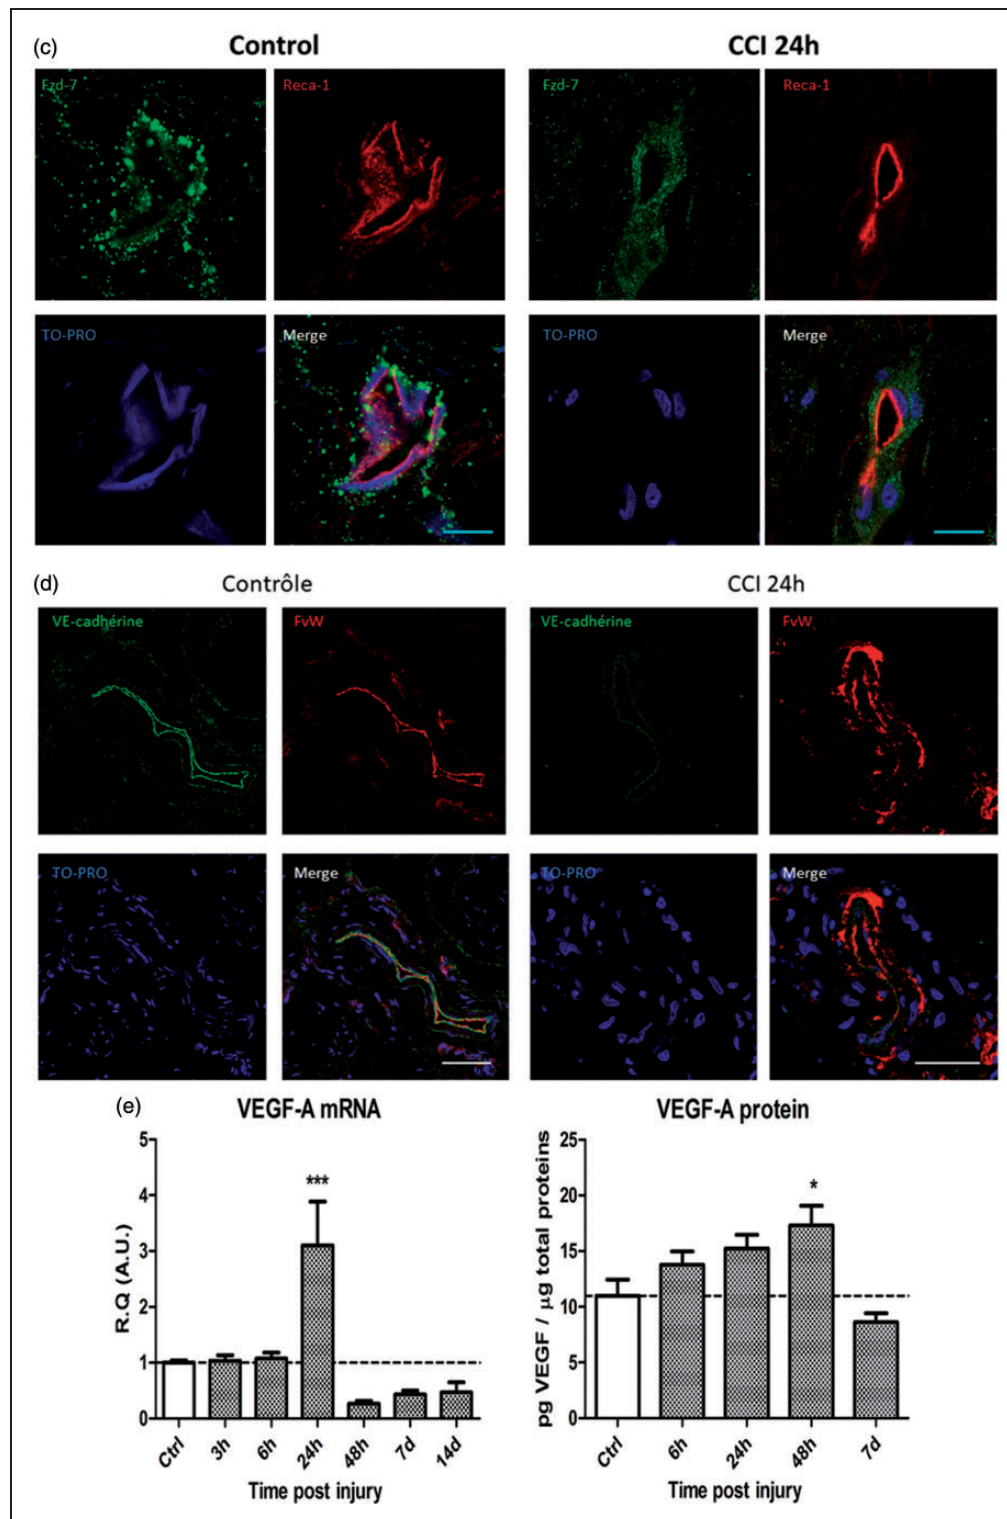 (c)
Control
CCI 24h
Fzd-7
Reca-1
Fzd-7
Reca-1
TO-PRO
Merge
TO-PRO
Merge
(d)
Contrôle
CCI 24h
VE-cadhérine
FvW
VE-cadhérine
FvW
TO-PRO
Merge
TO-PRO
Merge
(e)
VEGF-A mRNA
R.Q (A.U.)
5
4
3
2
1
0
***
Ctrl
3h
6h
24h
48h
7d
14d
Time post injury
VEGF-A protein
pg VEGF / µg total proteins
25
20
15
10
5
0
*
Ctrl
6h
24h
48h
7d
Time post injury